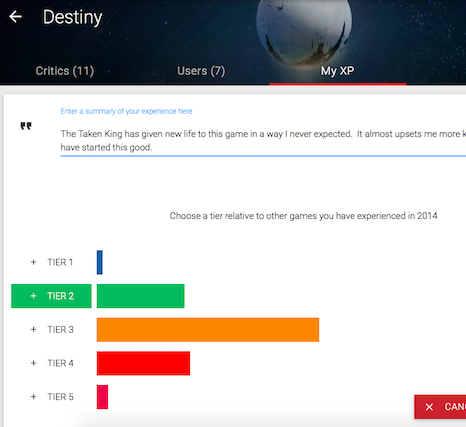 Destiny
Critics (11) Users (7) My XP
Enter a summary of your experience here
The Taken King has given new life to this game in a way I never expected. It almost upsets me more
have started this good.
Choose a tier relative to other games you have experienced in 2014
+ TIER 1
+ TIER 2
+ TIER 3
+ TIER 4
+ TIER 5